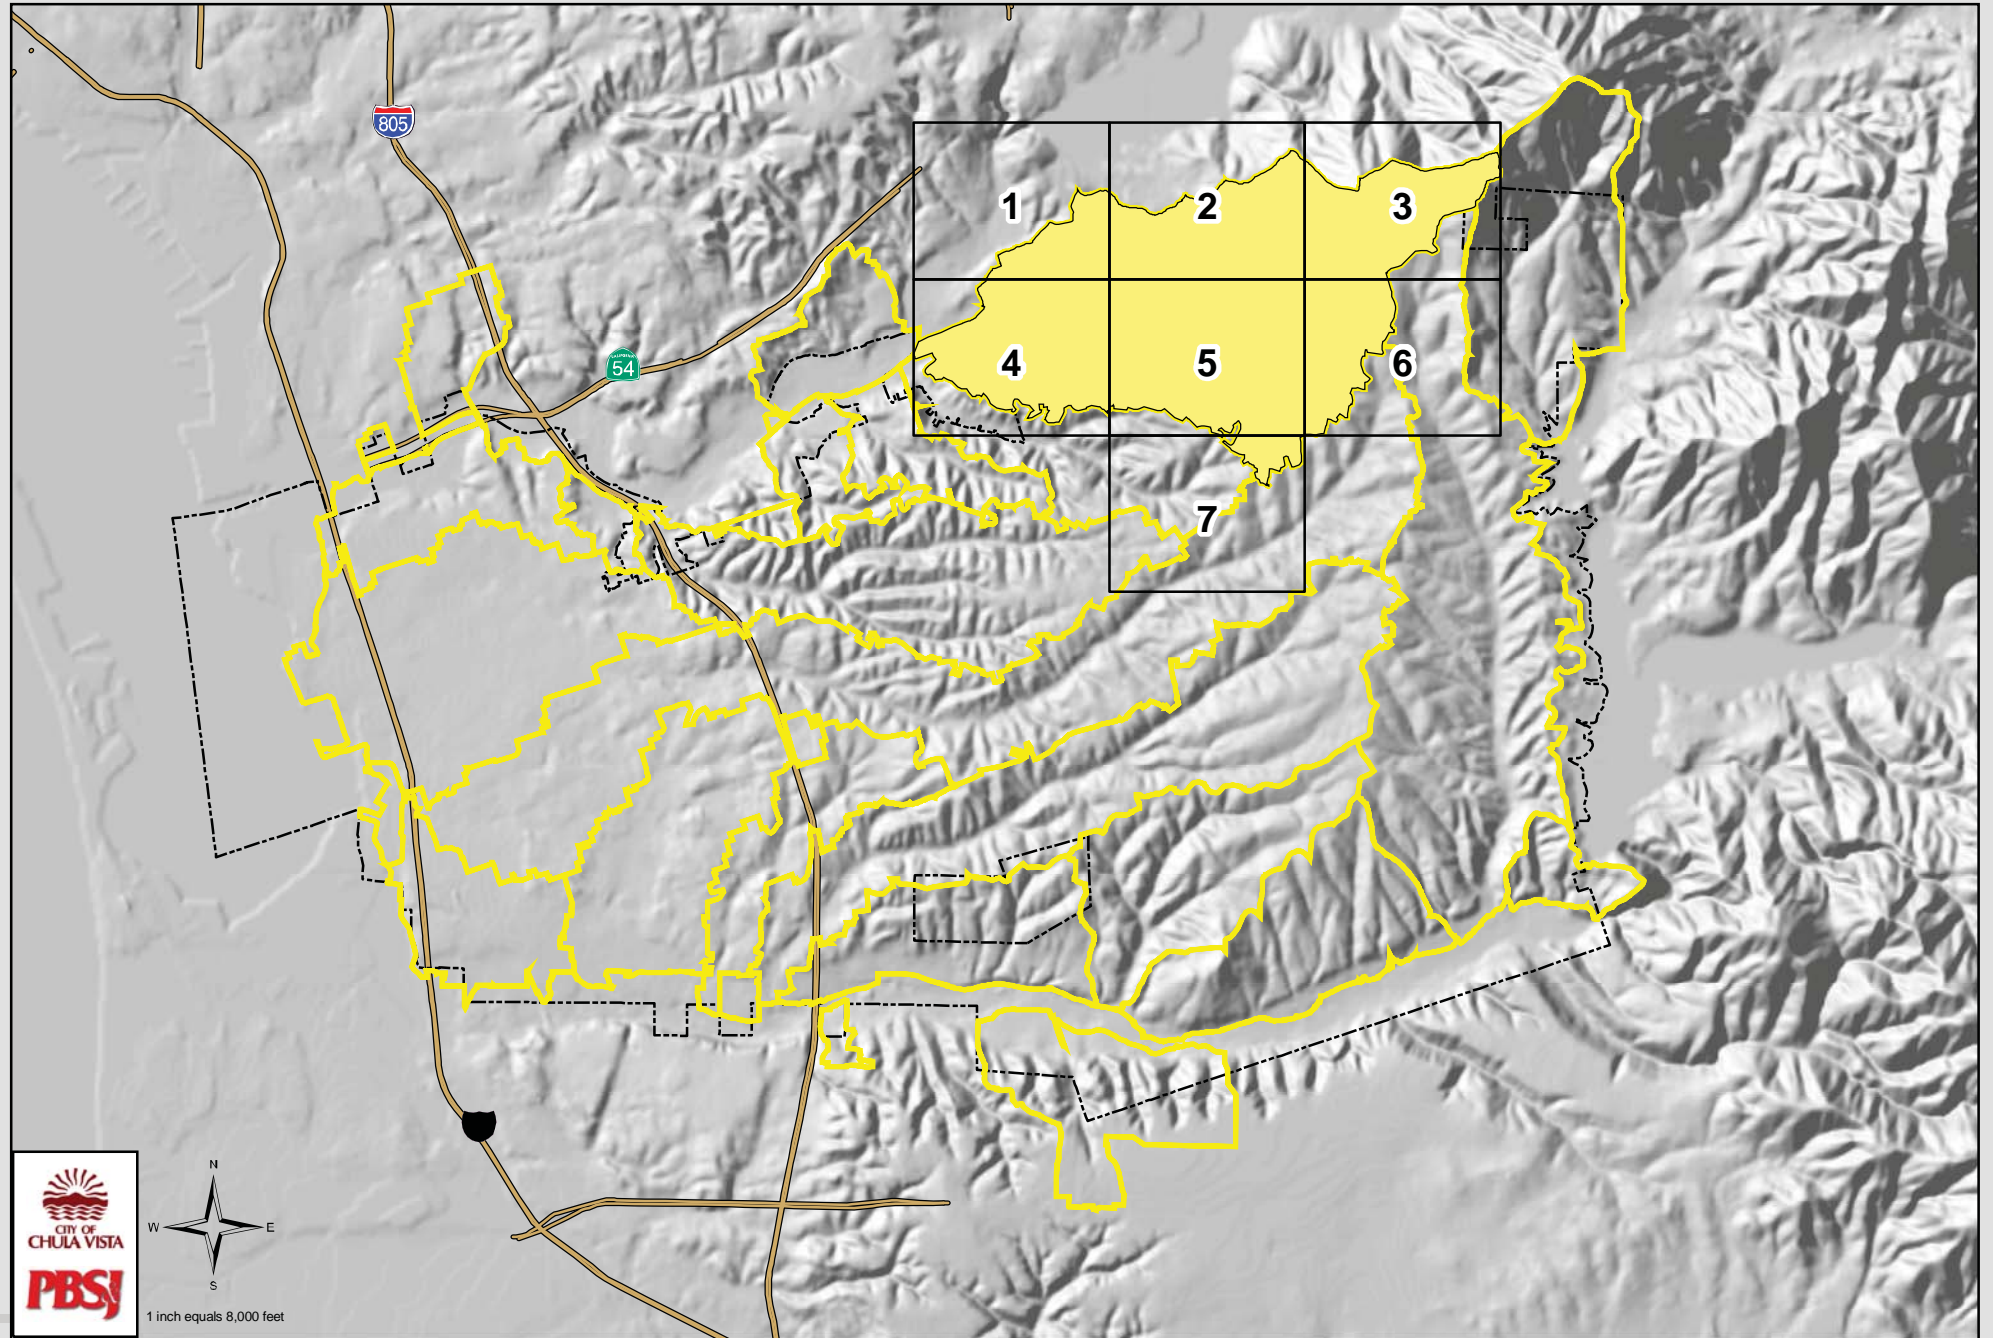 805
1
2
3
CALIFORNIA
54
4
5
6
7
N
W
E
S
CITY OF
CHULA VISTA
PBSJ
1 inch equals 8,000 feet